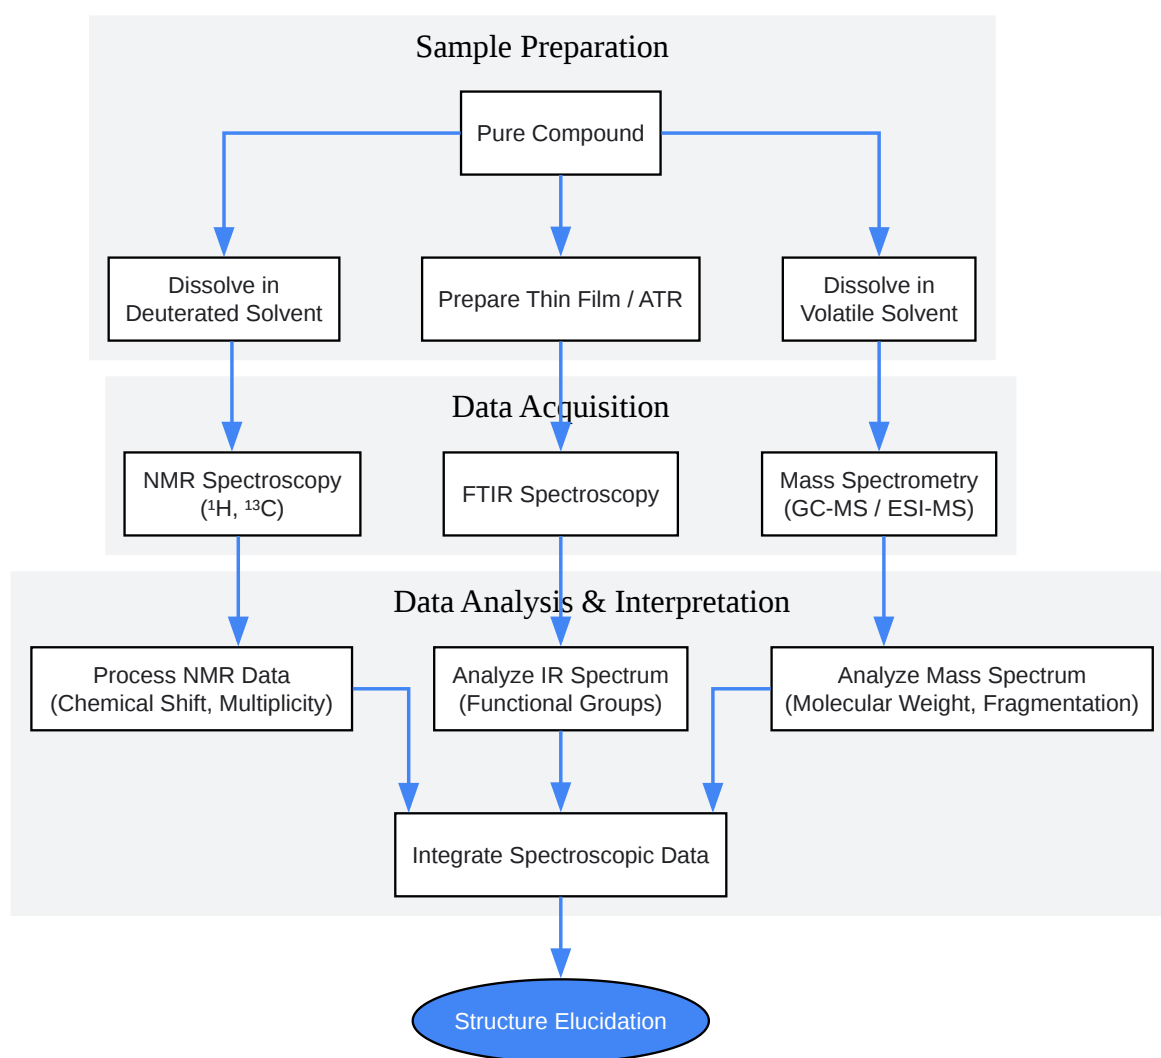 Sample Preparation
Pure Compound
Dissolve in
Deuterated Solvent
Prepare Thin Film / ATR
Dissolve in
Volatile Solvent
Data Acquisition
NMR Spectroscopy
(¹H, ¹³C)
FTIR Spectroscopy
Mass Spectrometry
(GC-MS / ESI-MS)
Data Analysis & Interpretation
Process NMR Data
(Chemical Shift, Multiplicity)
Analyze IR Spectrum
(Functional Groups)
Analyze Mass Spectrum
(Molecular Weight, Fragmentation)
Integrate Spectroscopic Data
Structure Elucidation